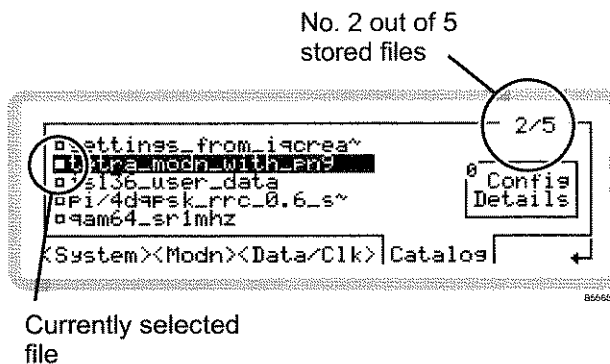 No. 2 out of 5
stored files
2/5
settings_from_iqcrea~
tetra_modn_with_png
is136_user_data
pi/4dqpsk_rrc_0.6_s~
qam64_sr1mhz
0
Config
Details
<System><Modn><Data/Clk> Catalog
Currently selected
file